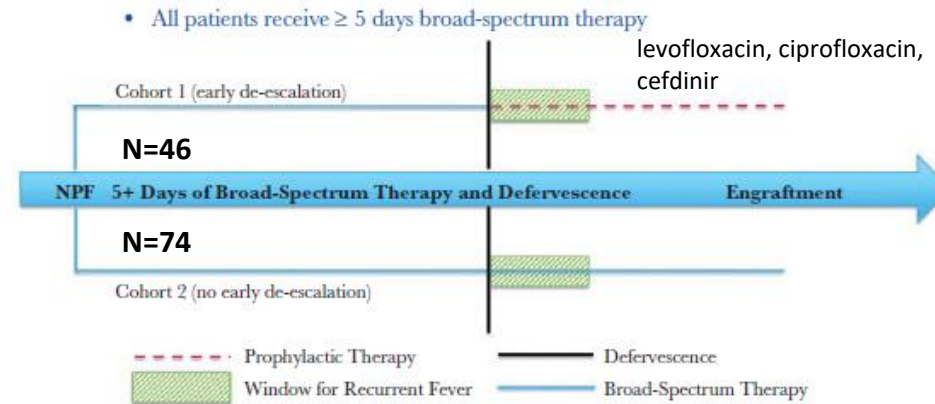 • All patients receive ≥ 5 days broad-spectrum therapy
levofloxacin, ciprofloxacin,
cefdinir
Cohort 1 (early de-escalation)
N=46
NPF 5+ Days of Broad-Spectrum Therapy and Defervescence Engraftment
N=74
Cohort 2 (no early de-escalation)
Prophylactic Therapy Defervescence
Window for Recurrent Fever Broad-Spectrum Therapy